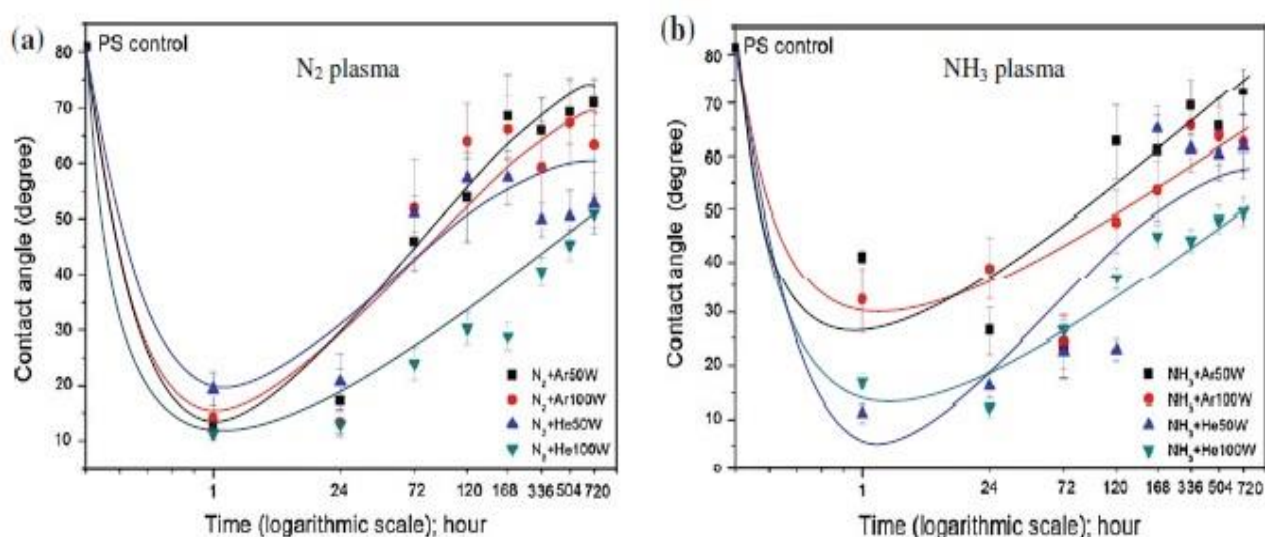 (a)
PS control
N₂ plasma
Contact angle (degree)
80
70
60
50
40
30
20
10
N₂+Ar50W
N₂+Ar100W
N₂+He50W
N₂+He100W
1 24 72 120 168 336 504 720
Time (logarithmic scale); hour
(b)
PS control
NH₃ plasma
Contact angle (degree)
80
70
60
50
40
30
20
10
0
NH₃+Ar50W
NH₃+Ar100W
NH₃+He50W
NH₃+He100W
1 24 72 120 168 336 504 720
Time (logarithmic scale); hour